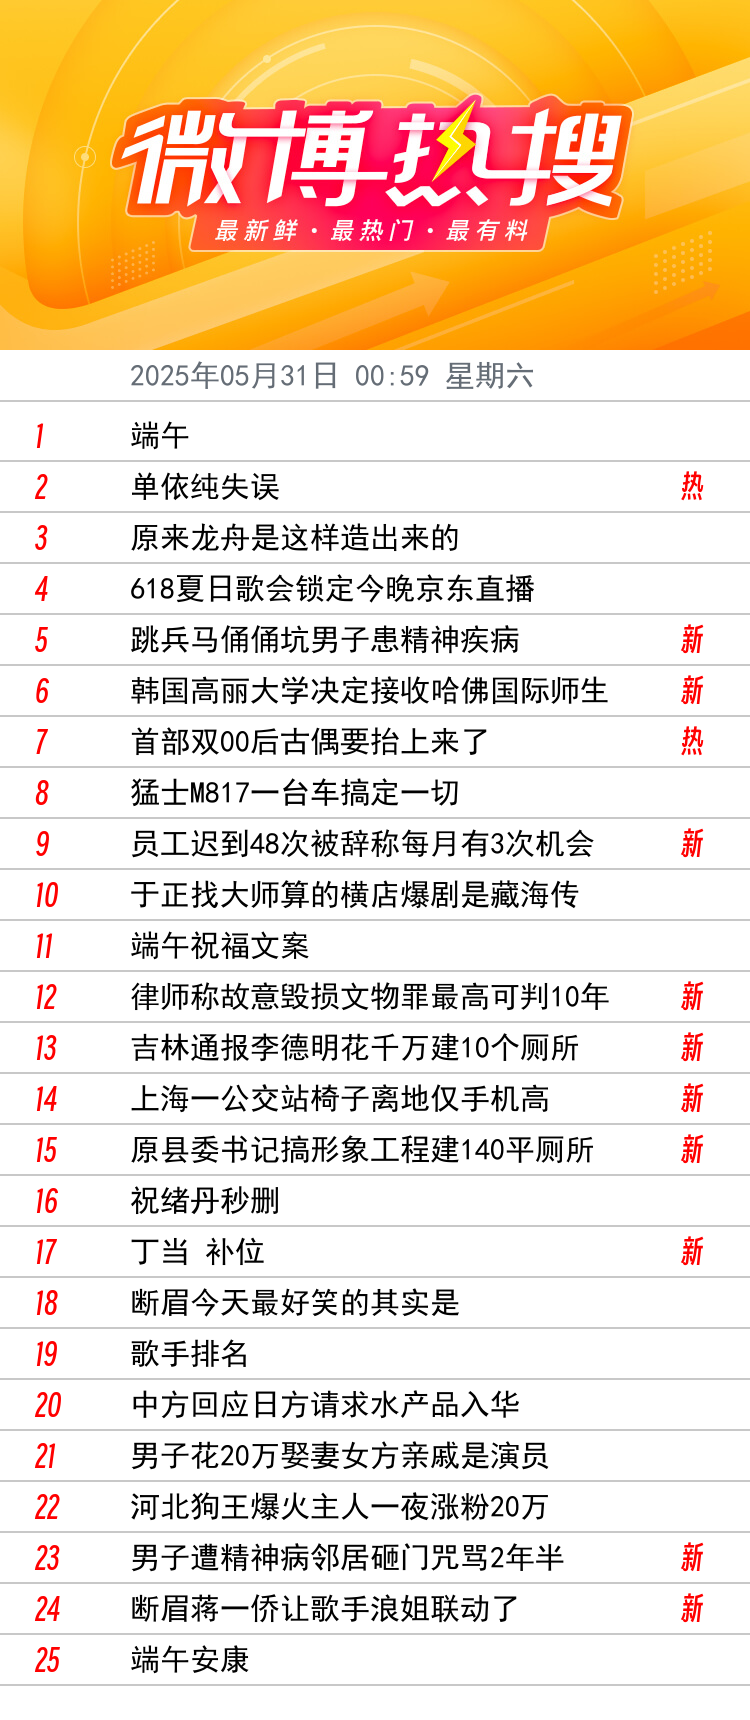 微博热搜
最新鲜·最热门·最有料
2025年05月31日 00:59 星期六
1 端午
2 单依纯失误 热
3 原来龙舟是这样造出来的
4 618夏日歌会锁定今晚京东直播
5 跳兵马俑俑坑男子患精神疾病 新
6 韩国高丽大学决定接收哈佛国际师生 新
7 首部双00后古偶要抬上来了 热
8 猛士M817一台车搞定一切
9 员工迟到48次被辞称每月有3次机会 新
10 于正找大师算的横店爆剧是藏海传
11 端午祝福文案
12 律师称故意毁损文物罪最高可判10年 新
13 吉林通报李德明花千万建10个厕所 新
14 上海一公交站椅子离地仅手机高 新
15 原县委书记搞形象工程建140平厕所 新
16 祝绪丹秒删
17 丁当 补位 新
18 断眉今天最好笑的其实是
19 歌手排名
20 中方回应日方请求水产品入华
21 男子花20万娶妻女方亲戚是演员
22 河北狗王爆火主人一夜涨粉20万
23 男子遭精神病邻居砸门咒骂2年半 新
24 断眉蒋一侨让歌手浪姐联动了 新
25 端午安康